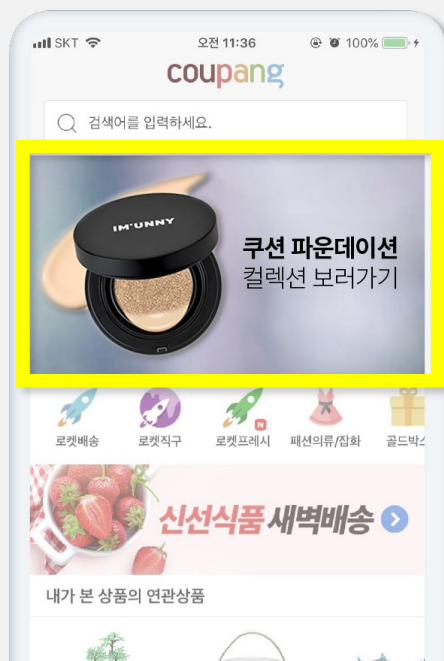 SKT 오전 11:36 100%
coupang
검색어를 입력하세요.
IM'UNNY
쿠션 파운데이션
컬렉션 보러가기
로켓배송 로켓직구 로켓프레시 패션의류/잡화 골드박스
N
신선식품 새벽배송
내가 본 상품의 연관상품